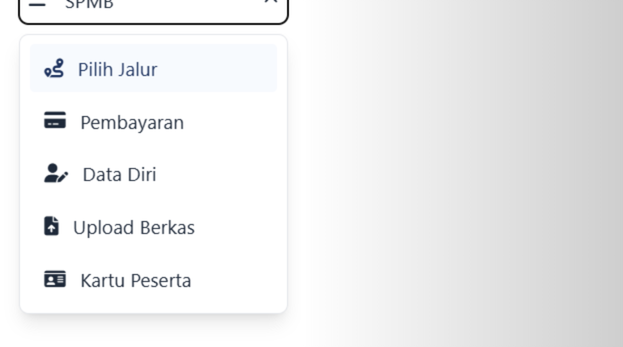 SPMB
Pilih Jalur
Pembayaran
Data Diri
Upload Berkas
Kartu Peserta